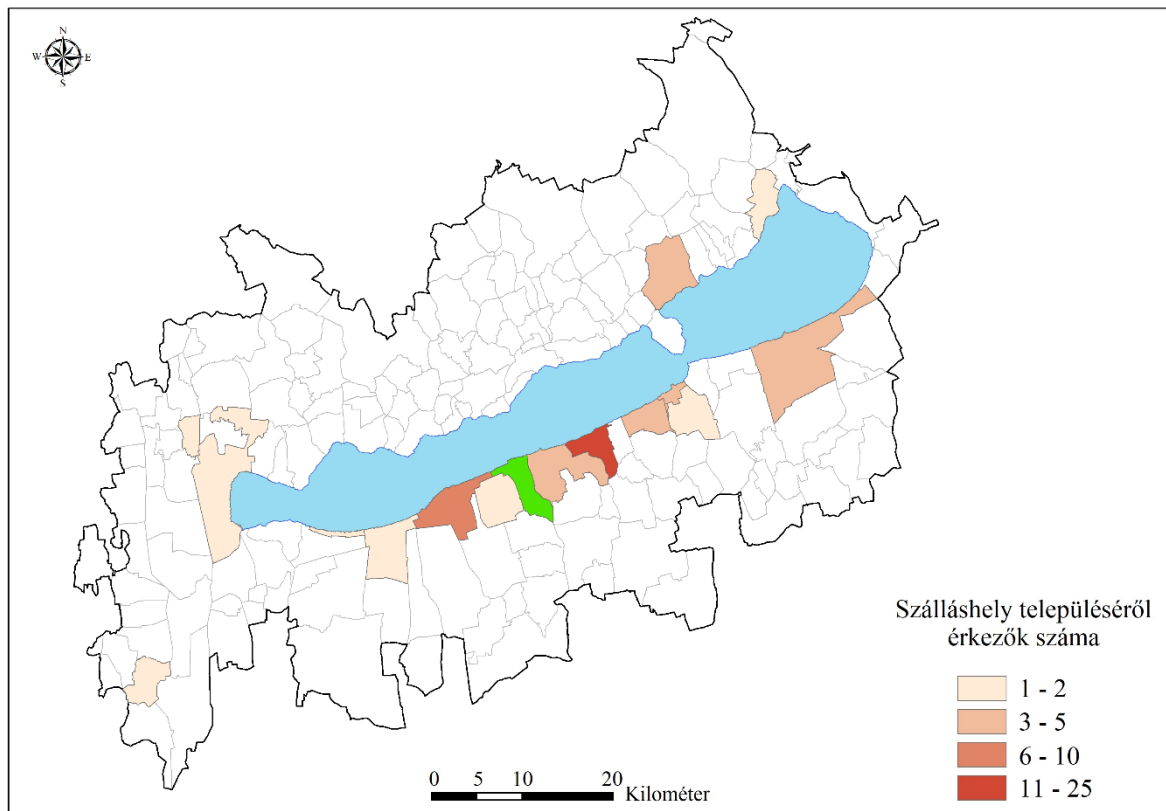 N
W E
S
Szálláshely településéről
érkezők száma
1 - 2
3 - 5
6 - 10
11 - 25
0 5 10 20
Kilométer